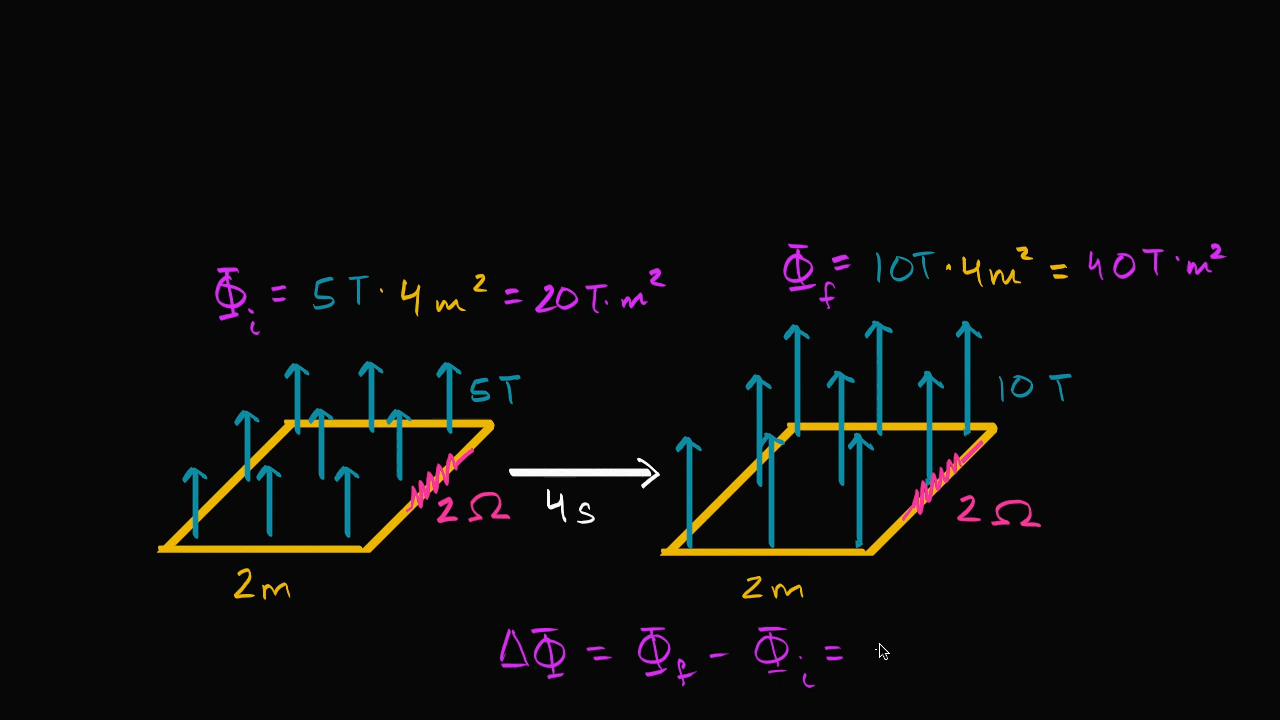 Φi = 5T · 4m² = 20T·m²
Φf = 10T · 4m² = 40T·m²
5T
10T
2Ω
4s
2Ω
2m
2m
ΔΦ = Φf - Φi =